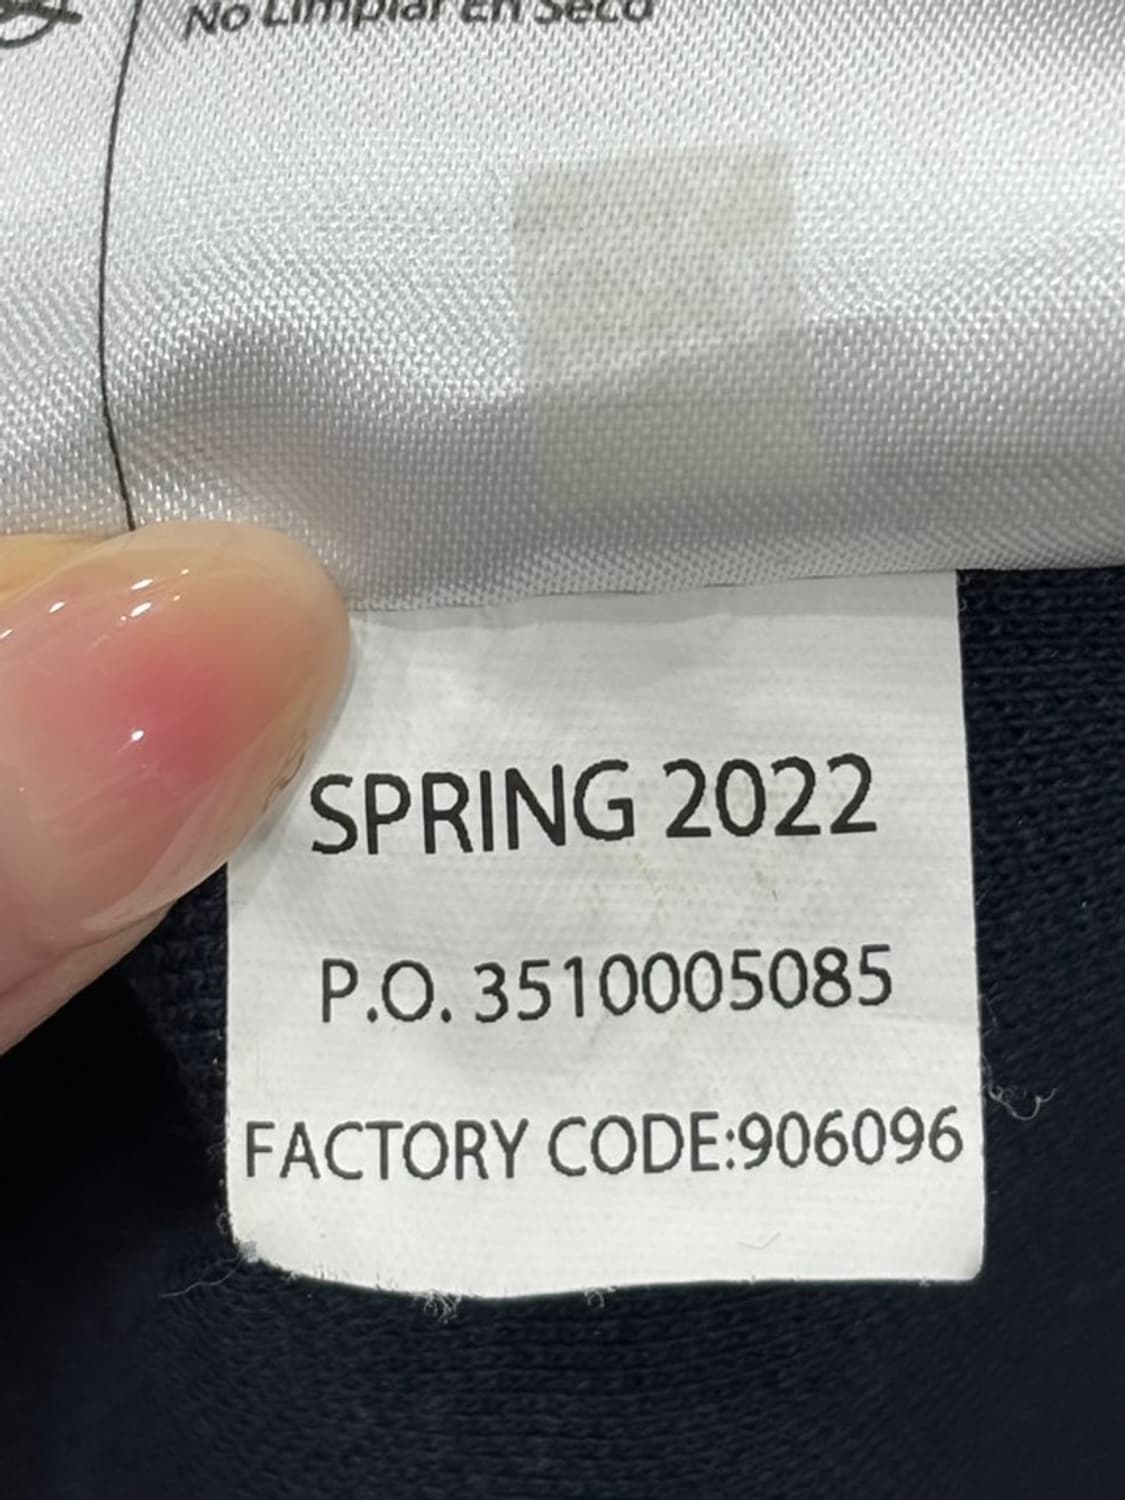 No Limpiar En Seco
SPRING 2022
P.O. 3510005085
FACTORY CODE:906096